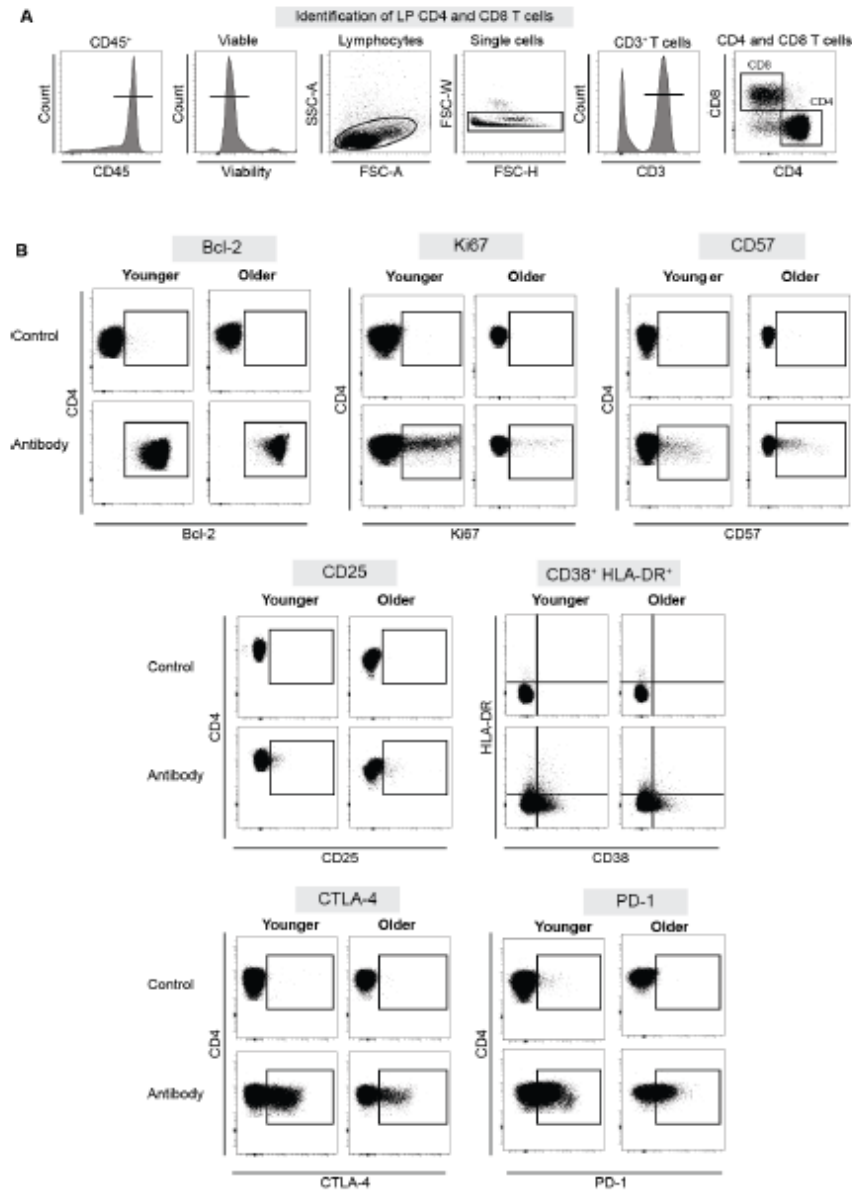 A
Identification of LP CD4 and CD8 T cells
CD45⁺
Viable
Lymphocytes
Single cells
CD3⁺ T cells
CD4 and CD8 T cells
Count
Count
SSC-A
FSC-W
Count
CD8
CD8
CD4
CD45
Viability
FSC-A
FSC-H
CD3
CD4
B
Bcl-2
Ki67
CD57
Younger
Older
Younger
Older
Younger
Older
Control
Antibody
CD4
CD4
CD4
Bcl-2
Ki67
CD57
CD25
CD38⁺ HLA-DR⁺
Younger
Older
Younger
Older
Control
Antibody
CD4
HLA-DR
CD25
CD38
CTLA-4
PD-1
Younger
Older
Younger
Older
Control
Antibody
CD4
CD4
CTLA-4
PD-1